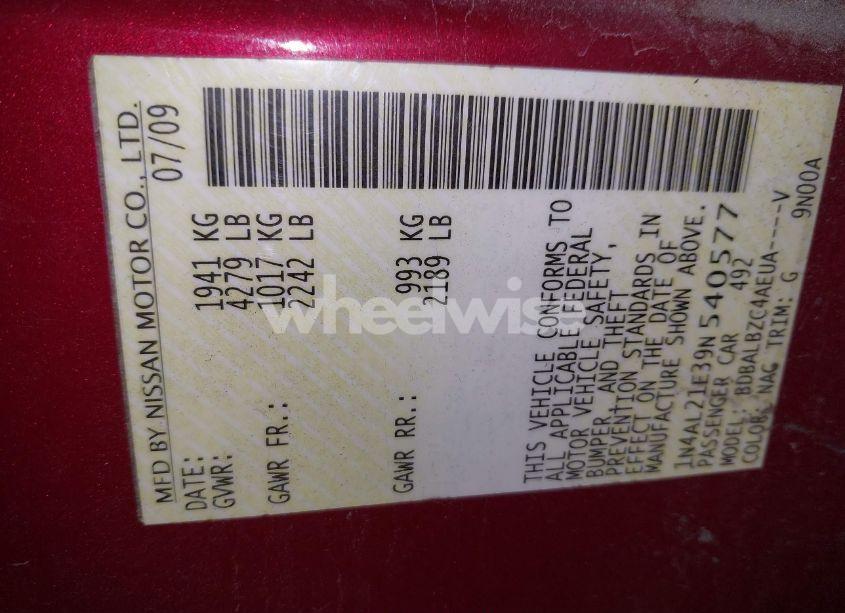 MFD BY NISSAN MOTOR CO., LTD.
DATE: 07/09
GVWR: 1941 KG
4279 LB
GAWR FR.: 1017 KG
2242 LB
GAWR RR.: 993 KG
2189 LB
THIS VEHICLE CONFORMS TO
ALL APPLICABLE FEDERAL
MOTOR VEHICLE SAFETY,
BUMPER AND THEFT
PREVENTION STANDARDS IN
EFFECT ON THE DATE OF
MANUFACTURE SHOWN ABOVE.
1N4AL21E39N540577
PASSENGER CAR 492
MODEL: BDBALBZC4AEUA----V
COLOR: NAG TRIM: G 9N00A
wheelwise